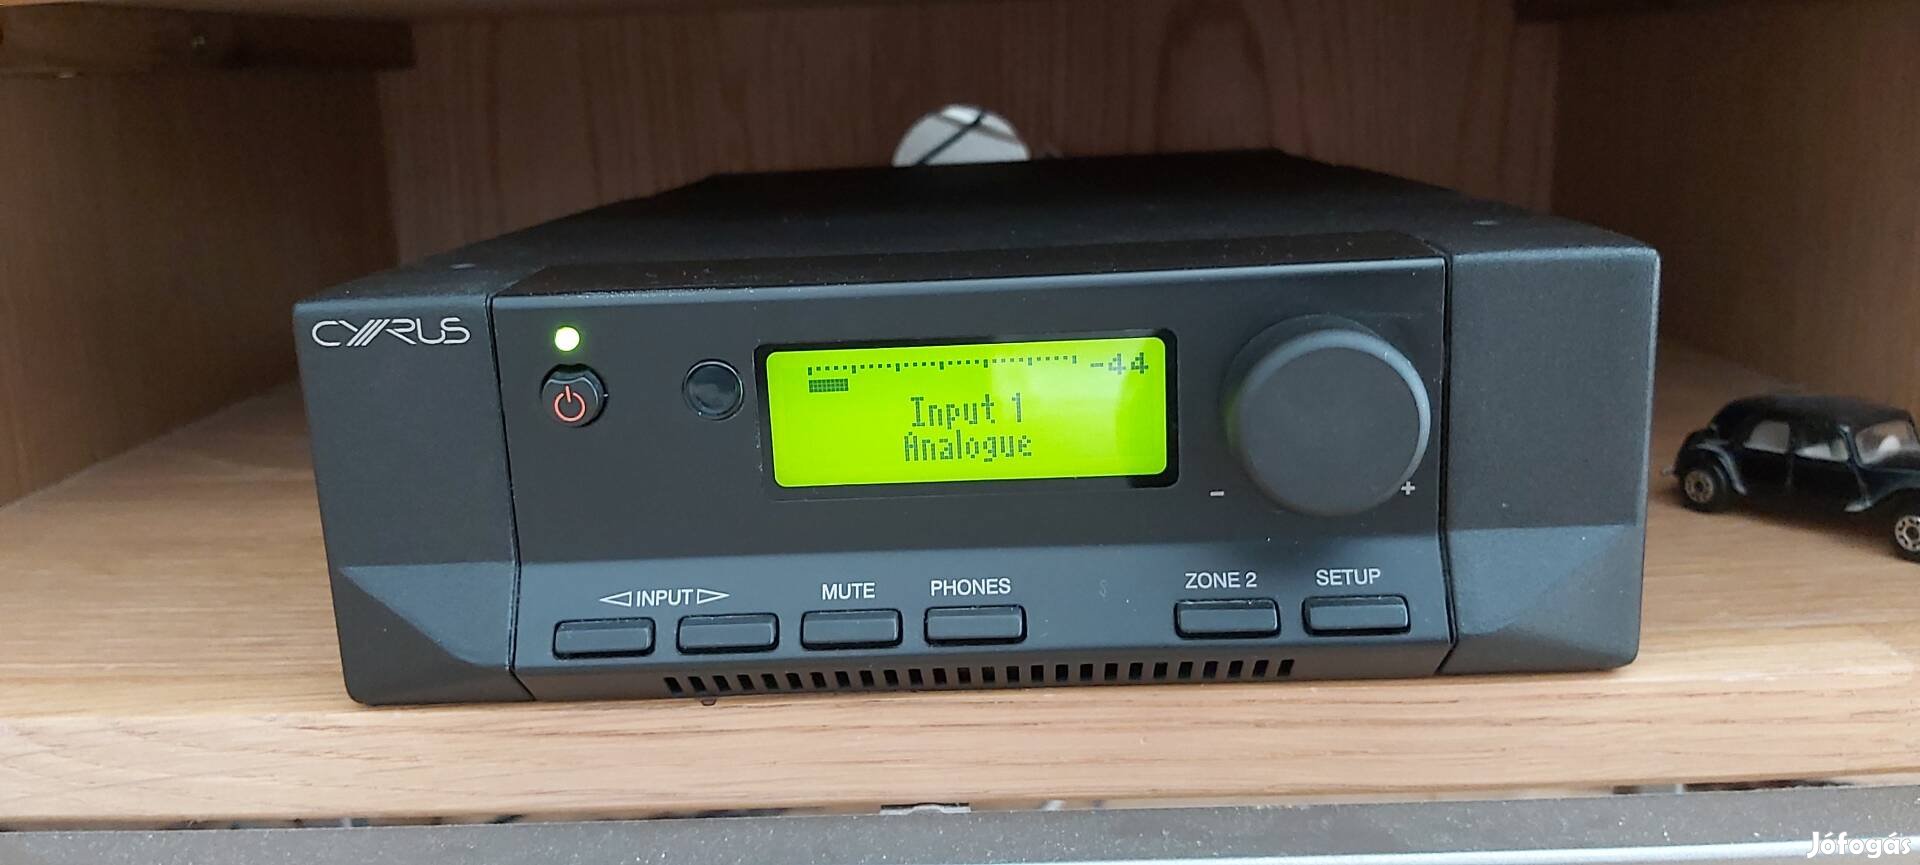 CYRUS
-44
Input 1
Analogue
- +
INPUT MUTE PHONES ZONE 2 SETUP
Jófogás